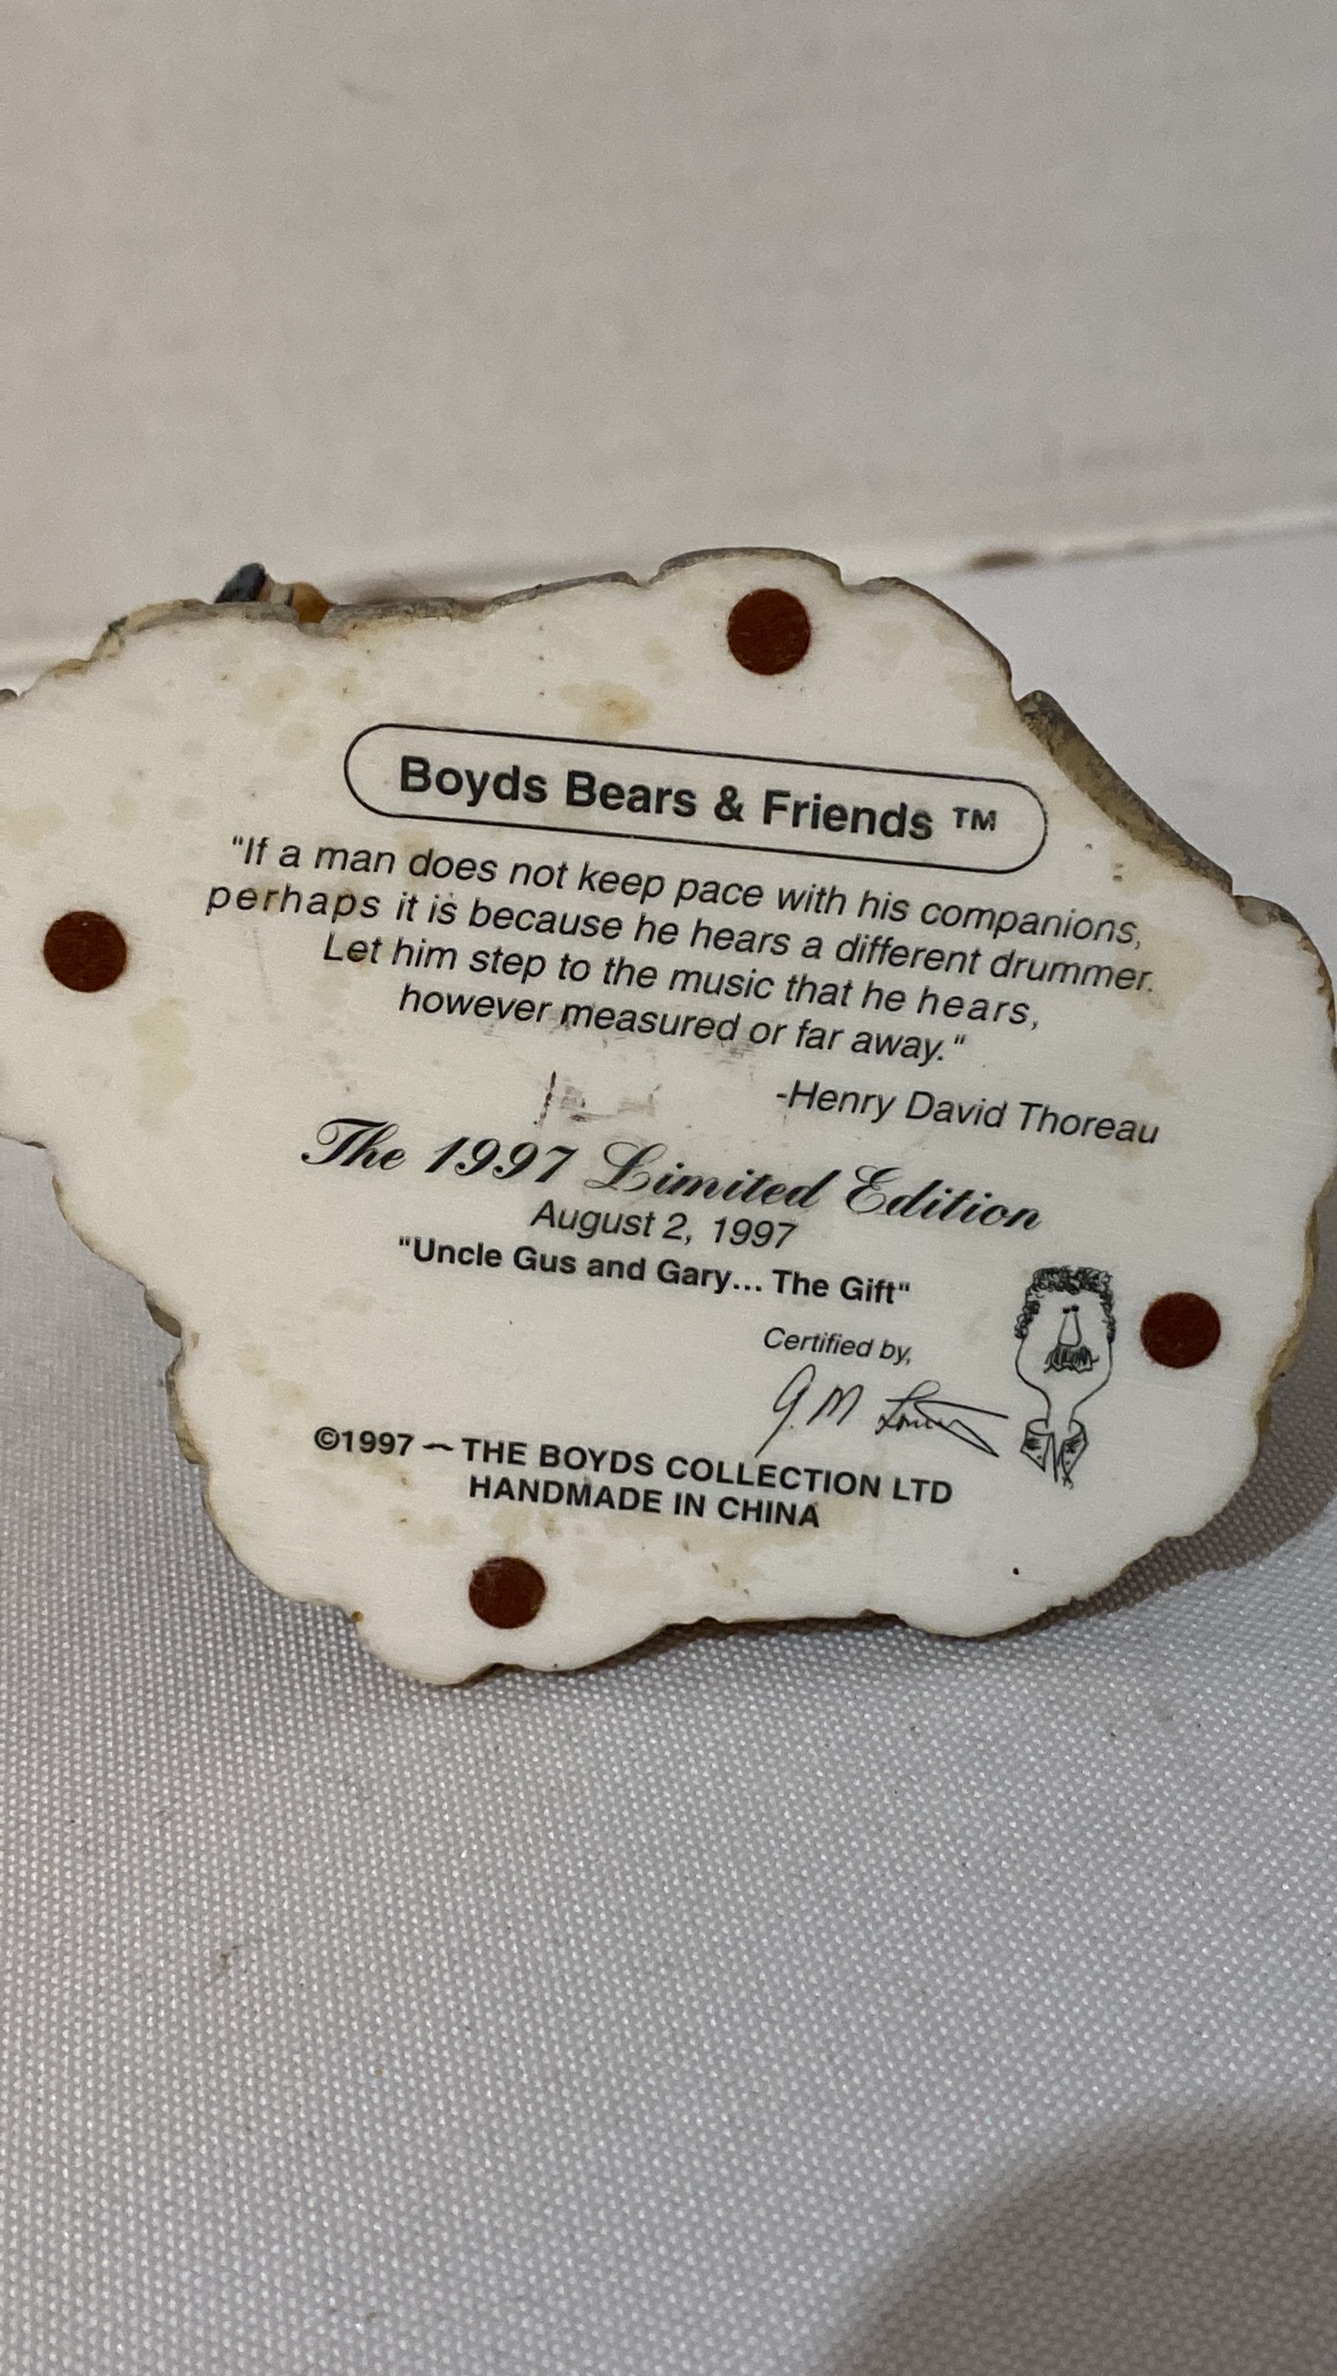 Boyds Bears & Friends ™
"If a man does not keep pace with his companions,
perhaps it is because he hears a different drummer.
Let him step to the music that he hears,
however measured or far away."
-Henry David Thoreau
The 1997 Limited Edition
August 2, 1997
"Uncle Gus and Gary... The Gift"
Certified by,
G.M.
©1997 ~ THE BOYDS COLLECTION LTD
HANDMADE IN CHINA